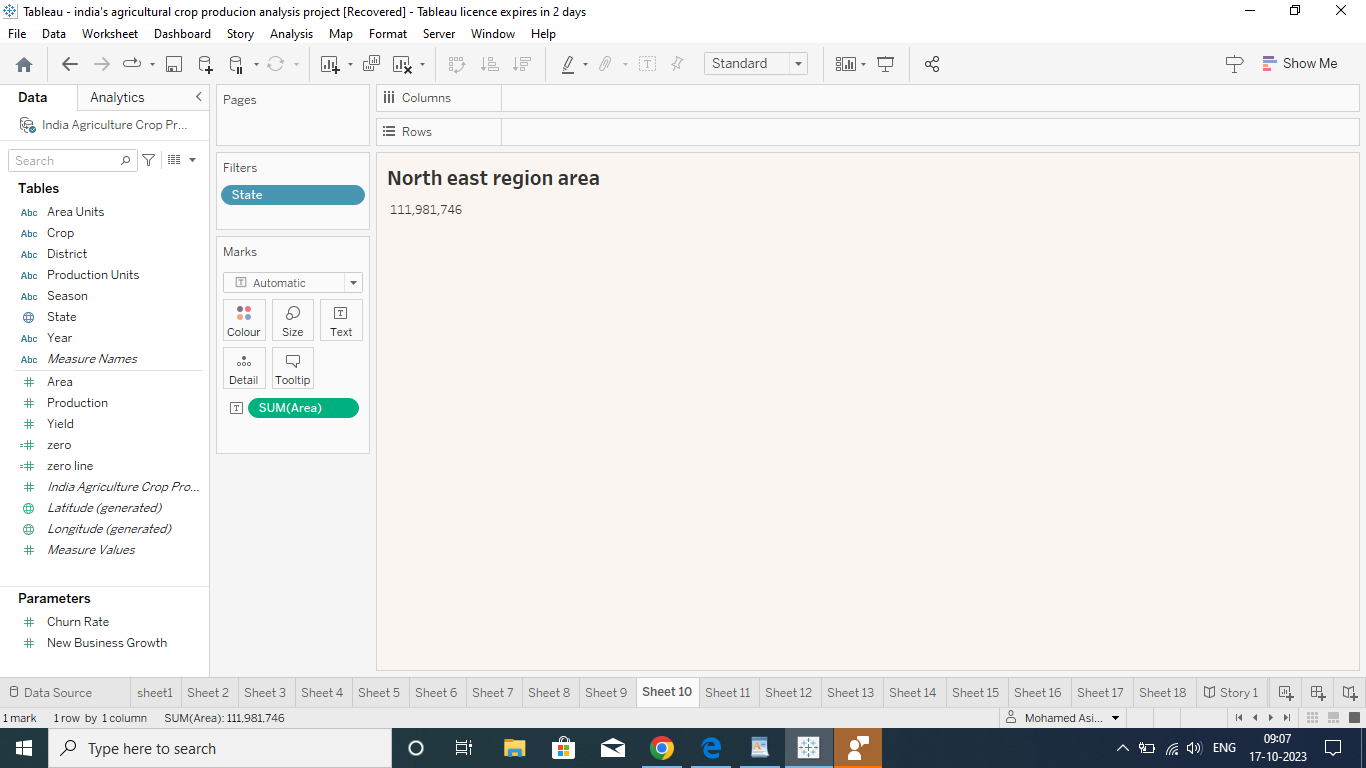 Tableau - india's agricultural crop producion analysis project [Recovered] - Tableau licence expires in 2 days
File Data Worksheet Dashboard Story Analysis Map Format Server Window Help
Standard
Show Me
Data Analytics
India Agriculture Crop Pr...
Search
Tables
Abc Area Units
Abc Crop
Abc District
Abc Production Units
Abc Season
State
Abc Year
Abc Measure Names
# Area
# Production
# Yield
=# zero
=# zero line
# India Agriculture Crop Pro...
Latitude (generated)
Longitude (generated)
# Measure Values
Parameters
# Churn Rate
# New Business Growth
Pages
Filters
State
Marks
T Automatic
Colour Size Text
Detail Tooltip
T SUM(Area)
Columns
Rows
North east region area
111,981,746
Data Source sheet1 Sheet 2 Sheet 3 Sheet 4 Sheet 5 Sheet 6 Sheet 7 Sheet 8 Sheet 9 Sheet 10 Sheet 11 Sheet 12 Sheet 13 Sheet 14 Sheet 15 Sheet 16 Sheet 17 Sheet 18 Story 1
1 mark 1 row by 1 column SUM(Area): 111,981,746 Mohamed Asi...
Type here to search
ENG
09:07
17-10-2023